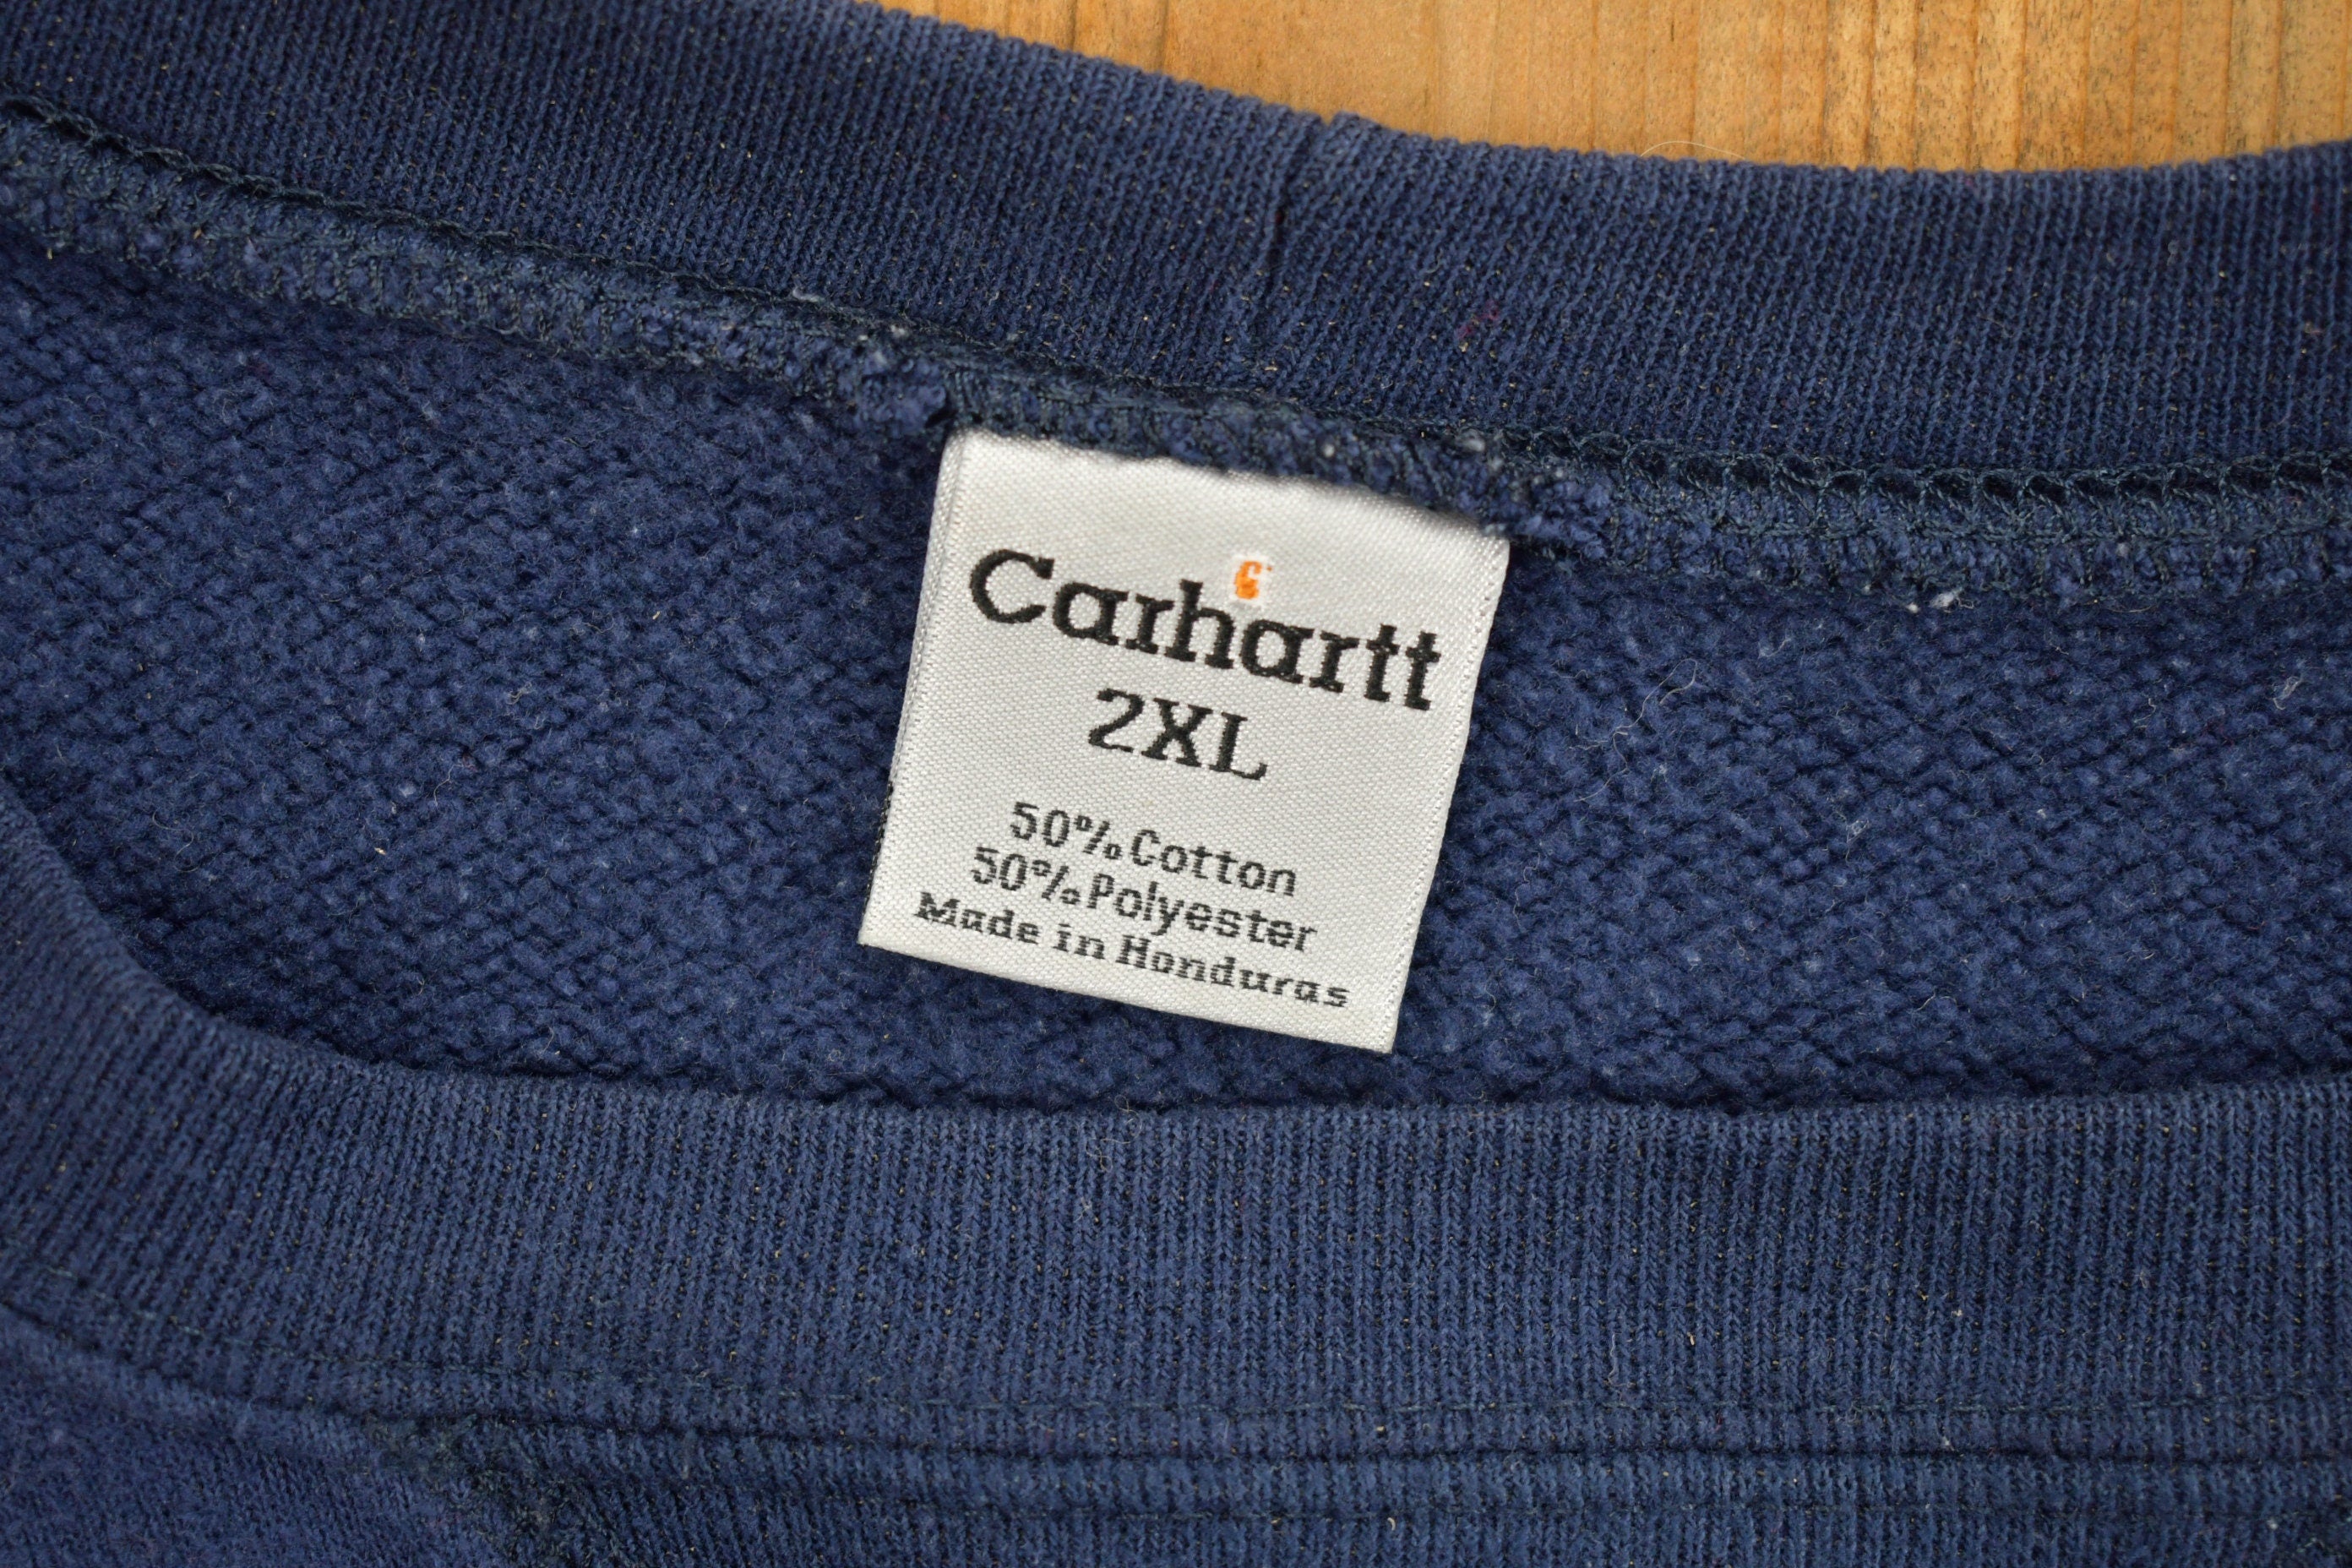 Carhartt
2XL
50% Cotton
50% Polyester
Made in Honduras